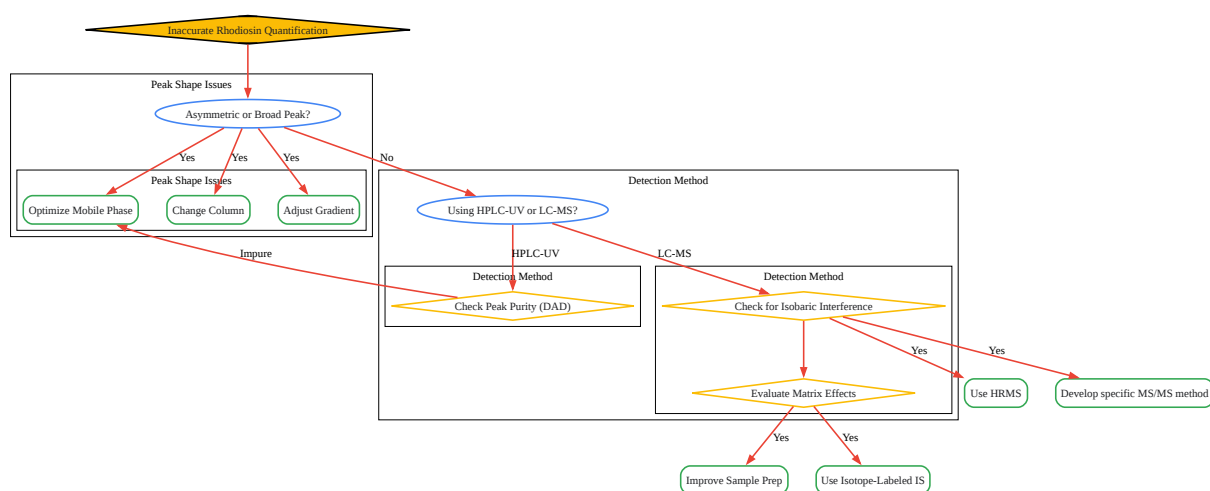 Inaccurate Rhodiosin Quantification
Peak Shape Issues
Asymmetric or Broad Peak?
Yes
Yes
Yes
No
Peak Shape Issues
Detection Method
Optimize Mobile Phase
Change Column
Adjust Gradient
Using HPLC-UV or LC-MS?
Impure
HPLC-UV
LC-MS
Detection Method
Detection Method
Check Peak Purity (DAD)
Check for Isobaric Interference
Yes
Yes
Evaluate Matrix Effects
Use HRMS
Develop specific MS/MS method
Yes
Yes
Improve Sample Prep
Use Isotope-Labeled IS